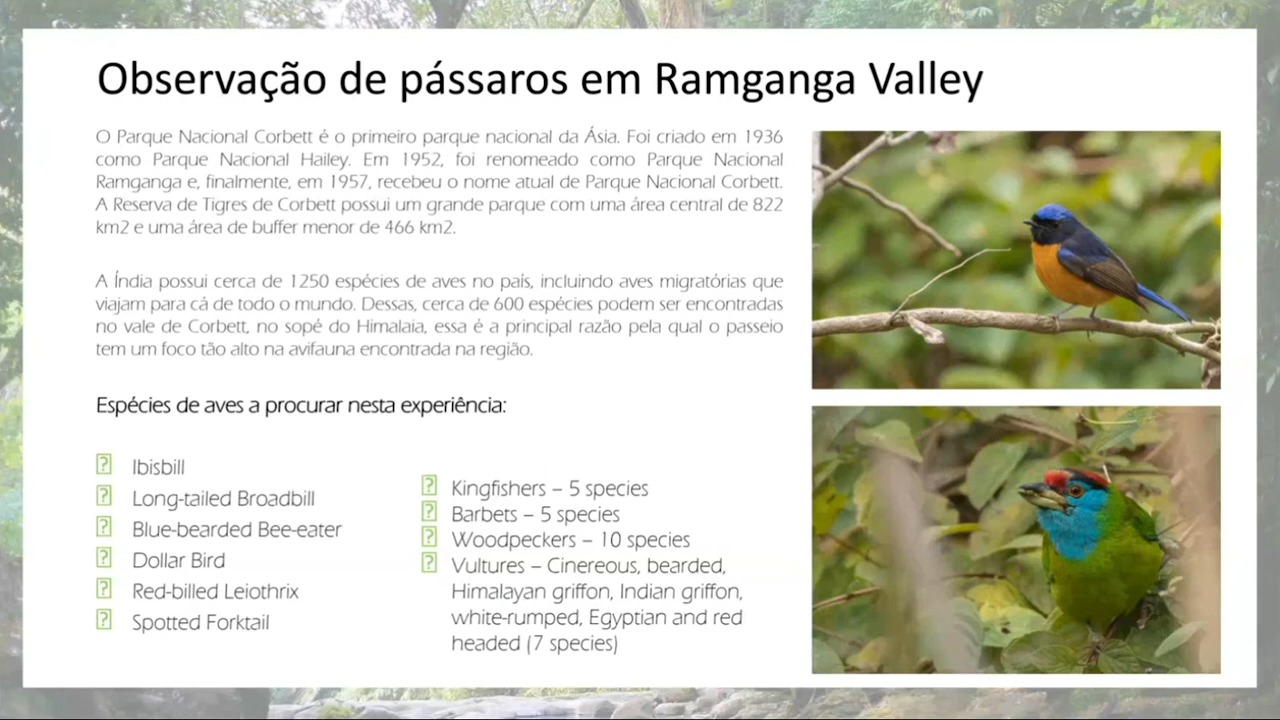 Observação de pássaros em Ramganga Valley
O Parque Nacional Corbett é o primeiro parque nacional da Ásia. Foi criado em 1936
como Parque Nacional Hailey. Em 1952, foi renomeado como Parque Nacional
Ramganga e, finalmente, em 1957, recebeu o nome atual de Parque Nacional Corbett.
A Reserva de Tigres de Corbett possui um grande parque com uma área central de 822
km2 e uma área de buffer menor de 466 km2.
A Índia possui cerca de 1250 espécies de aves no país, incluindo aves migratórias que
viajam para cá de todo o mundo. Dessas, cerca de 600 espécies podem ser encontradas
no vale de Corbett, no sopé do Himalaia, essa é a principal razão pela qual o passeio
tem um foco tão alto na avifauna encontrada na região.
Espécies de aves a procurar nesta experiência:
Ibisbill
Long-tailed Broadbill
Blue-bearded Bee-eater
Dollar Bird
Red-billed Leiothrix
Spotted Forktail
Kingfishers – 5 species
Barbets – 5 species
Woodpeckers – 10 species
Vultures – Cinereous, bearded,
Himalayan griffon, Indian griffon,
white-rumped, Egyptian and red
headed (7 species)